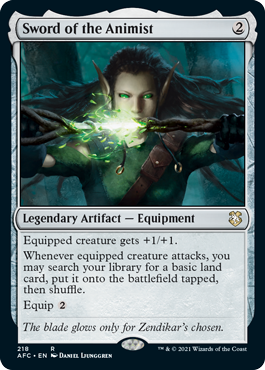 Sword of the Animist 2
Legendary Artifact — Equipment
Equipped creature gets +1/+1.
Whenever equipped creature attacks, you
may search your library for a basic land
card, put it onto the battlefield tapped,
then shuffle.
Equip 2
The blade glows only for Zendikar's chosen.
218 R
AFC • EN Daniel Ljunggren
™ & © 2021 Wizards of the Coast